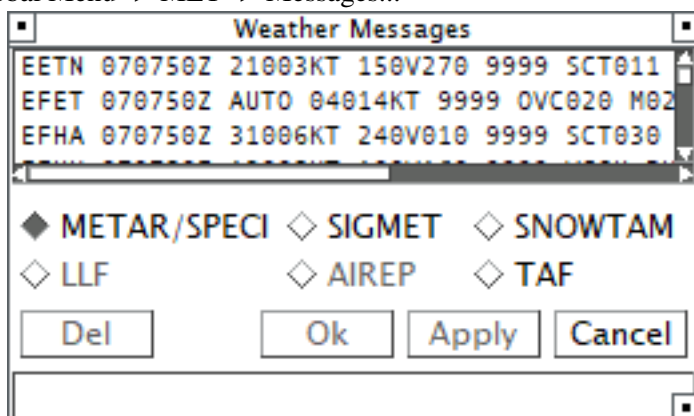 Weather Messages
EETN 070750Z 21003KT 150V270 9999 SCT011
EFET 070750Z AUTO 04014KT 9999 OVC020 M02
EFHA 070750Z 31006KT 240V010 9999 SCT030
METAR/SPECI SIGMET SNOWTAM
LLF AIREP TAF
Del Ok Apply Cancel